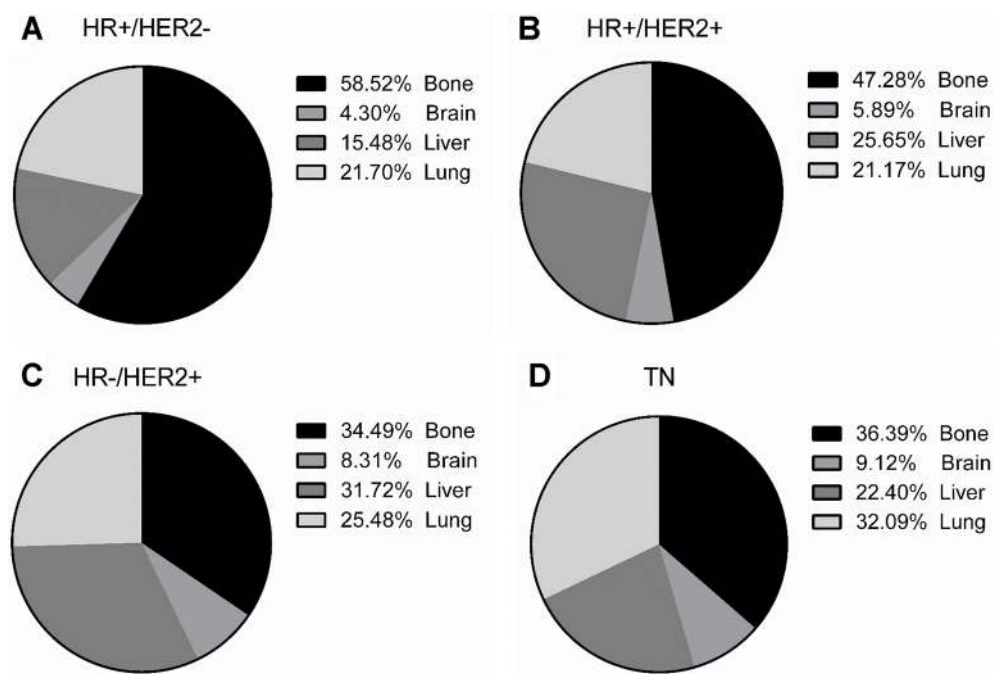 A HR+/HER2-
58.52% Bone
4.30% Brain
15.48% Liver
21.70% Lung
B HR+/HER2+
47.28% Bone
5.89% Brain
25.65% Liver
21.17% Lung
C HR-/HER2+
34.49% Bone
8.31% Brain
31.72% Liver
25.48% Lung
D TN
36.39% Bone
9.12% Brain
22.40% Liver
32.09% Lung